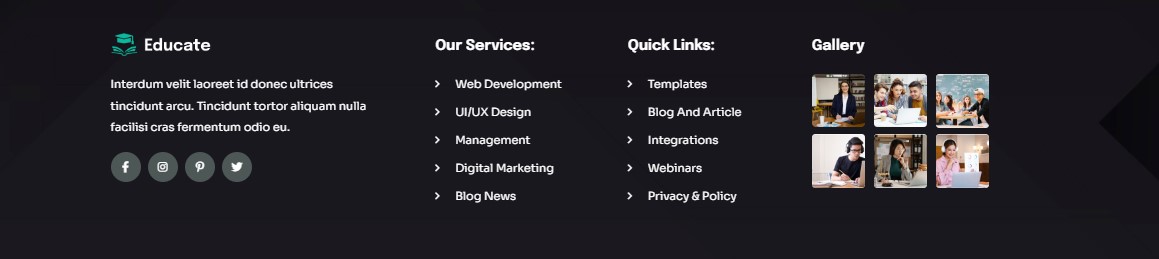 Educate
Interdum velit laoreet id donec ultrices
tincidunt arcu. Tincidunt tortor aliquam nulla
facilisi cras fermentum odio eu.
Our Services:
Web Development
UI/UX Design
Management
Digital Marketing
Blog News
Quick Links:
Templates
Blog And Article
Integrations
Webinars
Privacy & Policy
Gallery